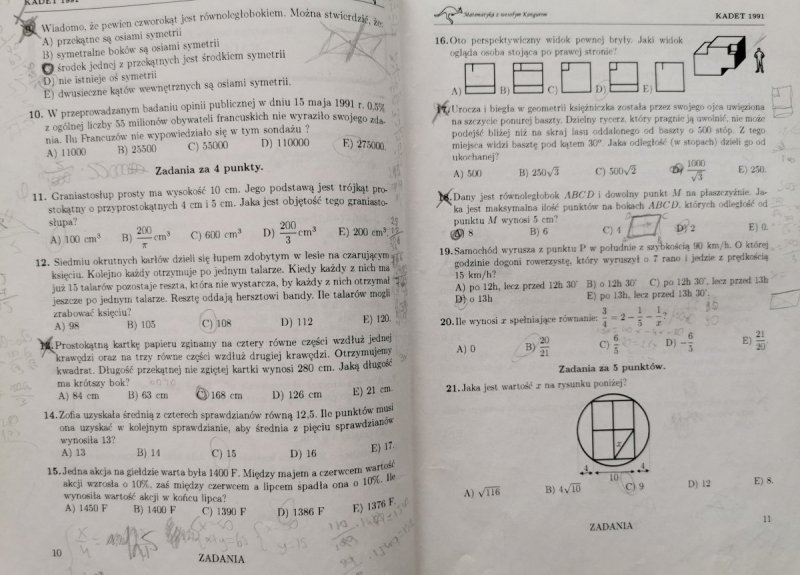 KADET 1991
9. Wiadomo, że pewien czworokąt jest równoległobokiem. Można stwierdzić, że:
A) przekątne są osiami symetrii
B) symetralne boków są osiami symetrii
środek jednej z przekątnych jest środkiem symetrii
D) nie istnieje oś symetrii
E) dwusieczne kątów wewnętrznych są osiami symetrii.
10. W przeprowadzanym badaniu opinii publicznej w dniu 15 maja 1991 r. 0,5%
z ogólnej liczby 55 milionów obywateli francuskich nie wyraziło swojego zda-
nia. Ilu Francuzów nie wypowiedziało się w tym sondażu ?
A) 11000 B) 25500 C) 55000 D) 110000 E) 275000.
Zadania za 4 punkty.
11. Graniastosłup prosty ma wysokość 10 cm. Jego podstawą jest trójkąt pro-
stokątny o przyprostokątnych 4 cm i 5 cm. Jaka jest objętość tego graniasto-
słupa?
A) 100 cm³ B) 200/π cm³ C) 600 cm³ D) 200/3 cm³ E) 200 cm³.
12. Siedmiu okrutnych karłów dzieli się łupem zdobytym w lesie na czarującym
księciu. Kolejno każdy otrzymuje po jednym talarze. Kiedy każdy z nich ma
już 15 talarów pozostaje reszta, która nie wystarcza, by każdy z nich otrzymał
jeszcze po jednym talarze. Resztę oddają hersztowi bandy. Ile talarów mogli
zrabować księciu?
A) 98 B) 105 C) 108 D) 112 E) 120.
13. Prostokątną kartkę papieru zginamy na cztery równe części wzdłuż jednej
krawędzi oraz na trzy równe części wzdłuż drugiej krawędzi. Otrzymujemy
kwadrat. Długość przekątnej nie zgiętej kartki wynosi 280 cm. Jaką długość
ma krótszy bok?
A) 84 cm B) 63 cm C) 168 cm D) 126 cm E) 21 cm.
14. Zofia uzyskała średnią z czterech sprawdzianów równą 12,5. Ile punktów musi
ona uzyskać w kolejnym sprawdzianie, aby średnia z pięciu sprawdzianów
wynosiła 13?
A) 13 B) 14 C) 15 D) 16 E) 17.
15. Jedna akcja na giełdzie warta była 1400 F. Między majem a czerwcem wartość
akcji wzrosła o 10%, zaś między czerwcem a lipcem spadła ona o 10%. Ile
wynosiła wartość akcji w końcu lipca?
A) 1450 F B) 1400 F C) 1390 F D) 1386 F E) 1376 F.
10
ZADANIA
Matematyka z wesołym Kangurem
KADET 1991
16. Oto perspektywiczny widok pewnej bryły. Jaki widok
ogląda osoba stojąca po prawej stronie?
A) B) C) D) E)
17. Urocza i biegła w geometrii księżniczka została przez swojego ojca uwięziona
na szczycie ponurej baszty. Dzielny rycerz, który pragnie ją uwolnić, nie może
podejść bliżej niż na skraj lasu oddalonego od baszty o 500 stóp. Z tego
miejsca widzi basztę pod kątem 30°. Jaka odległość (w stopach) dzieli go od
ukochanej?
A) 500 B) 250√3 C) 500√2 D) 1000/√3 E) 250.
18. Dany jest równoległobok ABCD i dowolny punkt M na płaszczyźnie. Ja-
ka jest maksymalna ilość punktów na bokach ABCD, których odległość od
punktu M wynosi 5 cm?
A) 8 B) 6 C) 4 D) 2 E) 0.
19. Samochód wyrusza z punktu P w południe z szybkością 90 km/h. O której
godzinie dogoni rowerzystę, który wyruszył o 7 rano i jedzie z prędkością
15 km/h?
A) po 12h, lecz przed 12h 30′ B) o 12h 30′ C) po 12h 30′, lecz przed 13h
D) o 13h E) po 13h, lecz przed 13h 30′.
20. Ile wynosi x spełniające równanie: 3/4 = 2 − 1/5 − 1/x?
A) 0 B) 20/21 C) 6/5 D) −6/5 E) 21/20
Zadania za 5 punktów.
21. Jaka jest wartość x na rysunku poniżej?
x
4 10 4
A) √116 B) 4√10 C) 9 D) 12 E) 8.
ZADANIA
11